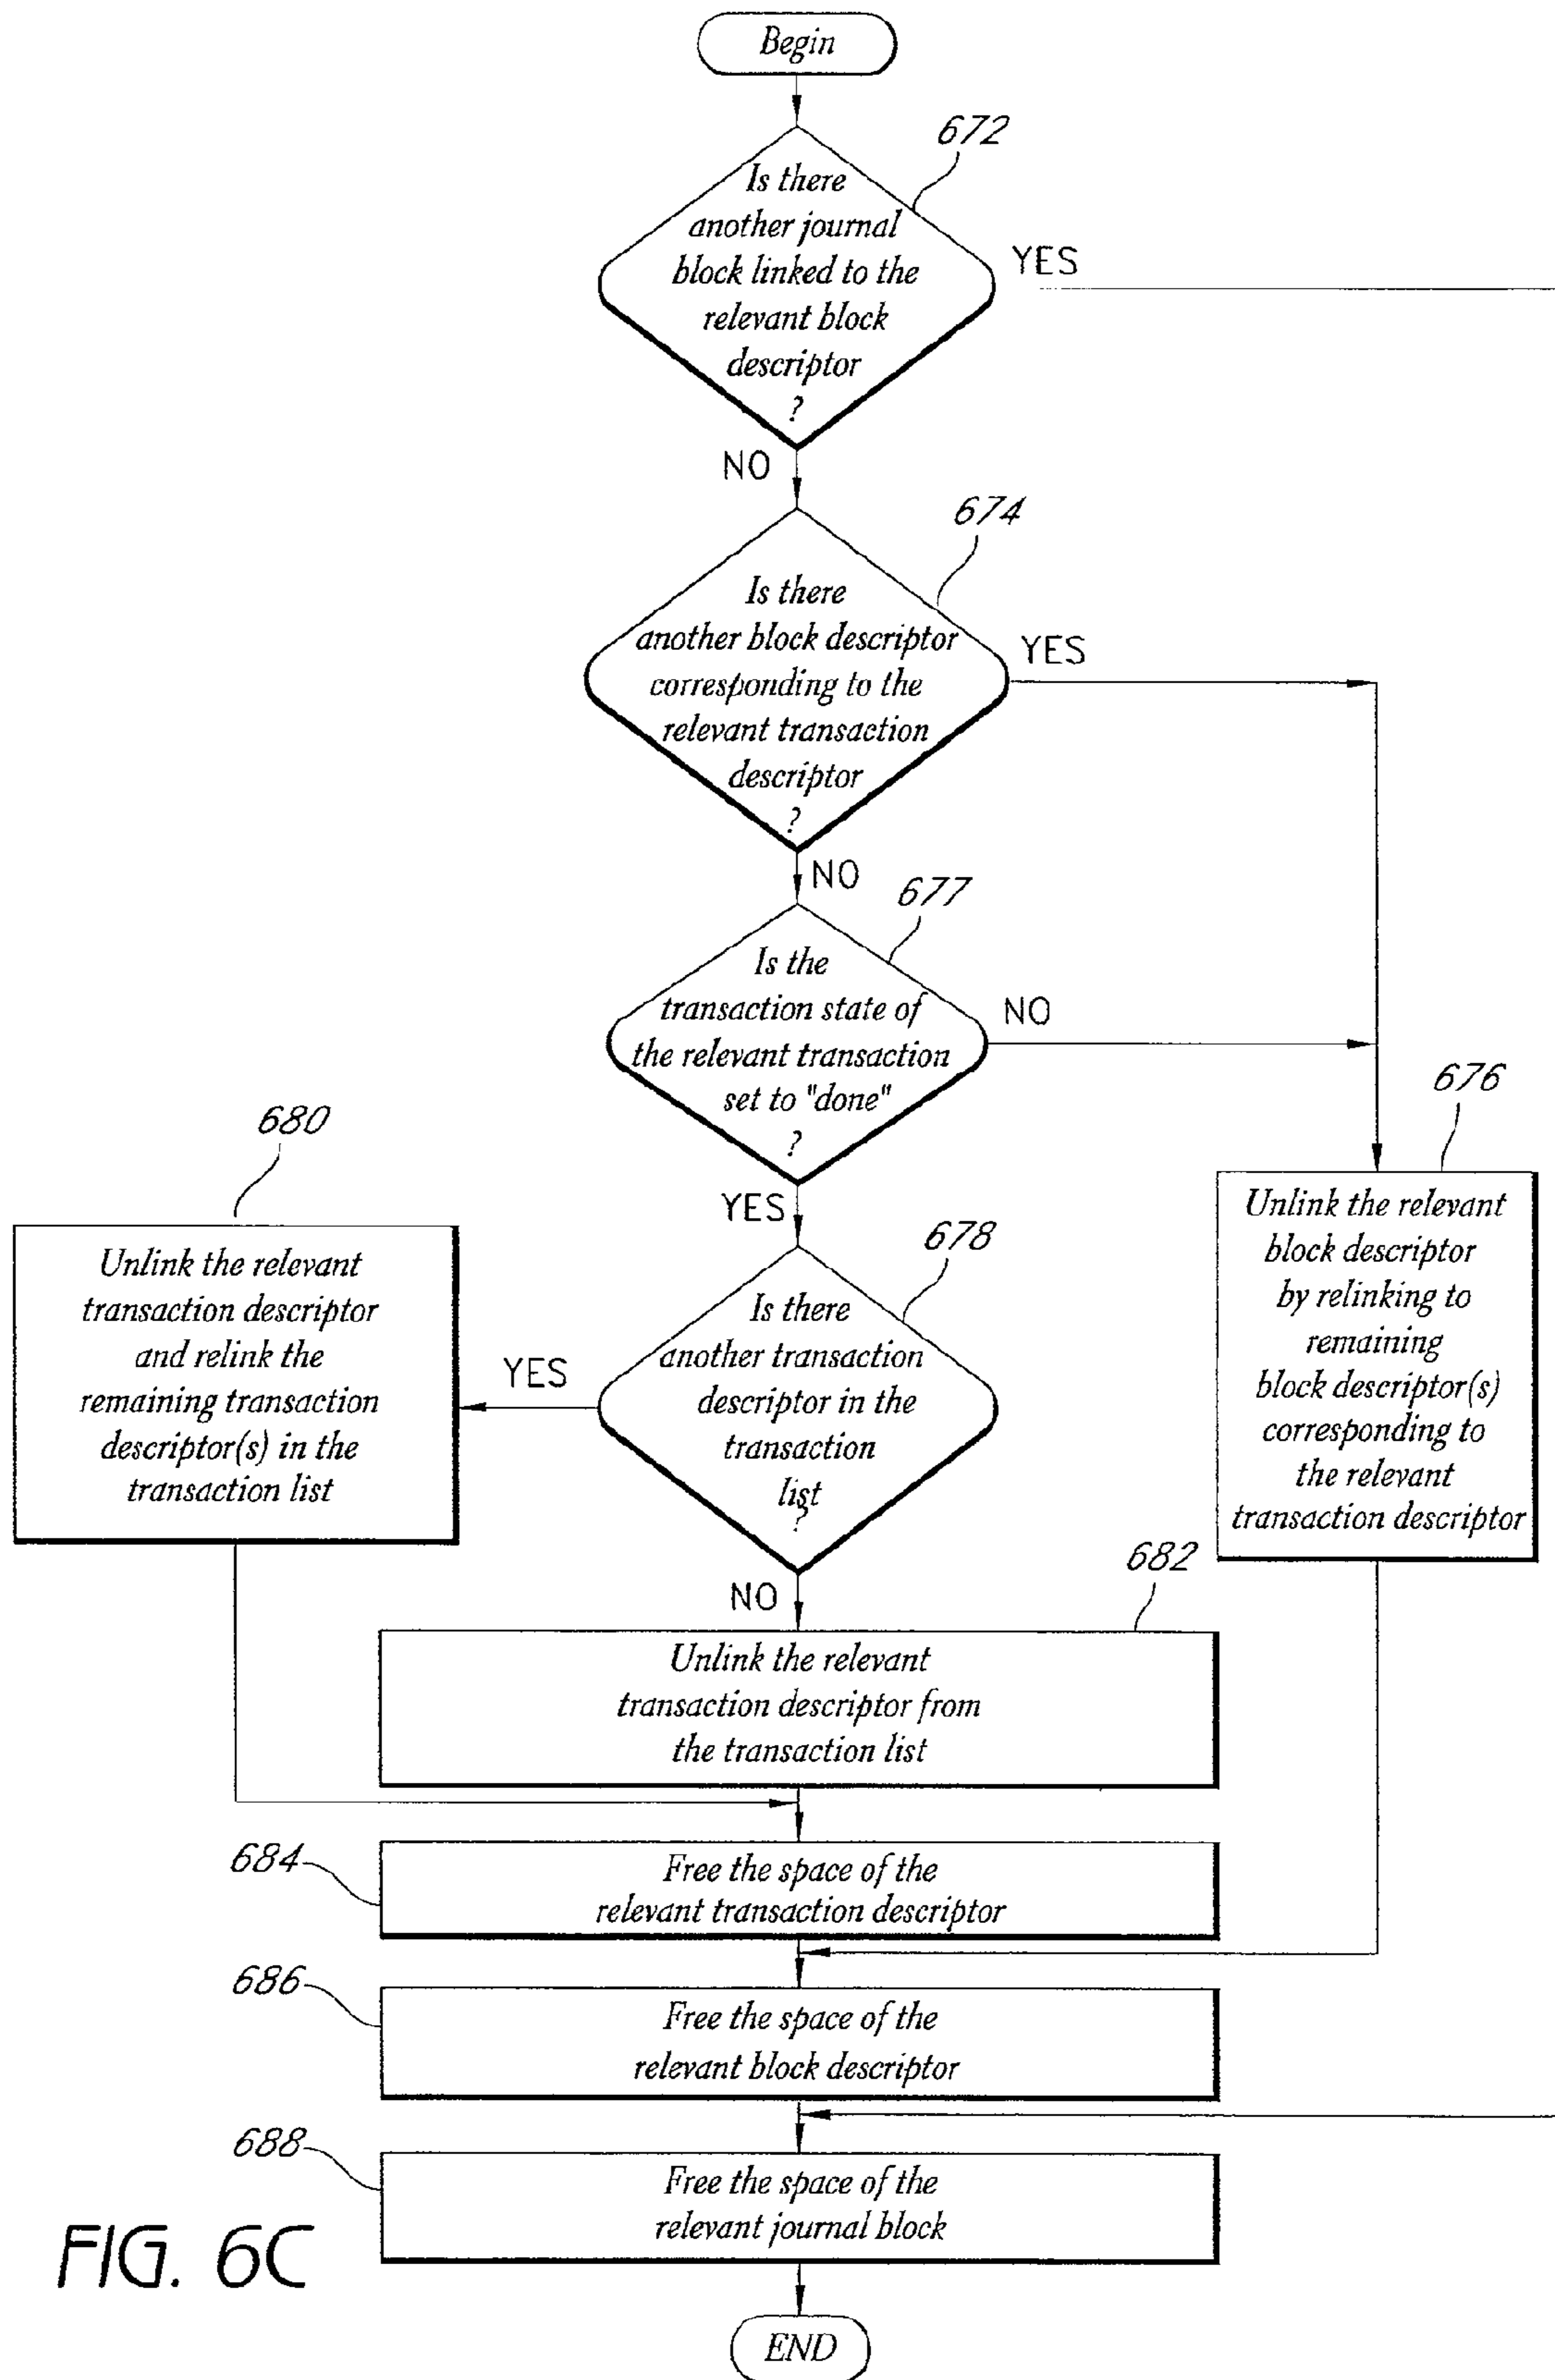 Begin
672
Is there
another journal
block linked to the
relevant block
descriptor
?
YES
NO
674
Is there
another block descriptor
corresponding to the
relevant transaction
descriptor
?
YES
NO
677
Is the
transaction state of
the relevant transaction
set to "done"
?
NO
YES
676
Unlink the relevant
block descriptor
by relinking to
remaining
block descriptor(s)
corresponding to
the relevant
transaction descriptor
678
Is there
another transaction
descriptor in the
transaction
list
?
YES
NO
680
Unlink the relevant
transaction descriptor
and relink the
remaining transaction
descriptor(s) in the
transaction list
682
Unlink the relevant
transaction descriptor from
the transaction list
684
Free the space of the
relevant transaction descriptor
686
Free the space of the
relevant block descriptor
688
Free the space of the
relevant journal block
END
FIG. 6C